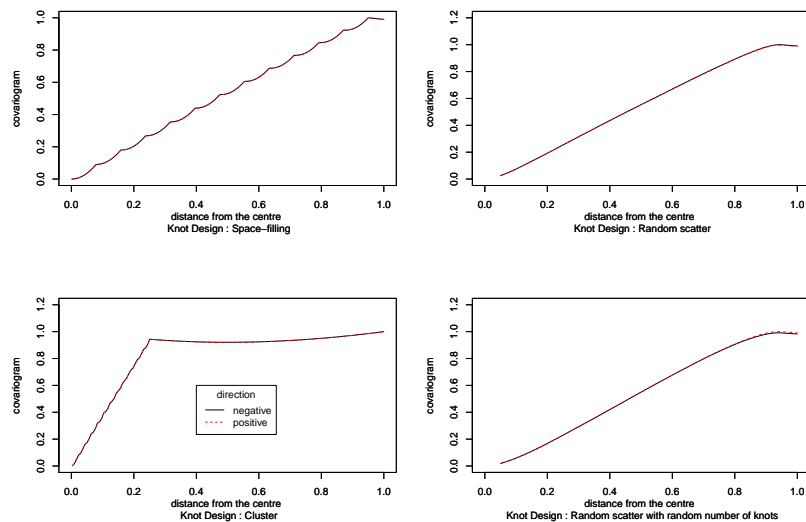 1.0
0.8
0.6
0.4
0.2
0.0
covariogram
0.0 0.2 0.4 0.6 0.8 1.0
distance from the centre
Knot Design : Space−filling
1.2
1.0
0.8
0.6
0.4
0.2
0.0
covariogram
0.0 0.2 0.4 0.6 0.8 1.0
distance from the centre
Knot Design : Random scatter
1.2
1.0
0.8
0.6
0.4
0.2
0.0
covariogram
direction
negative
positive
0.0 0.2 0.4 0.6 0.8 1.0
distance from the centre
Knot Design : Cluster
1.2
1.0
0.8
0.6
0.4
0.2
0.0
covariogram
0.0 0.2 0.4 0.6 0.8 1.0
distance from the centre
Knot Design : Random scatter with random number of knots